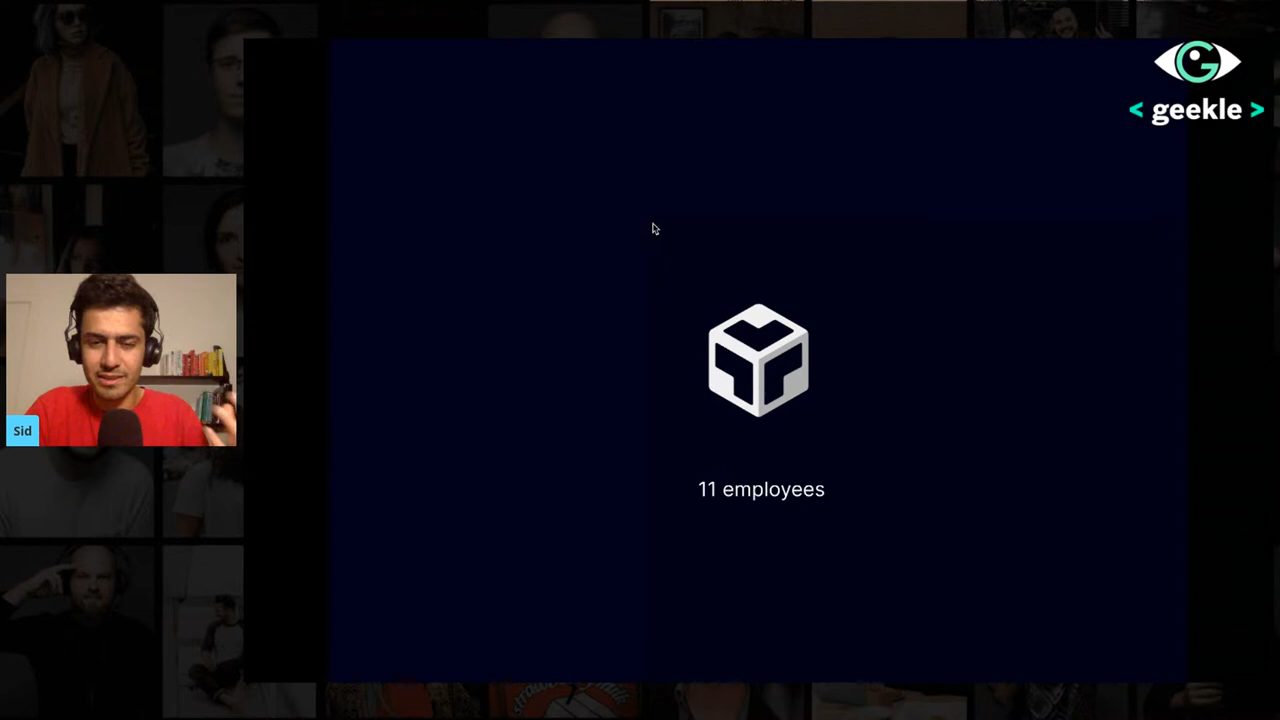 < geekle >
Sid
11 employees